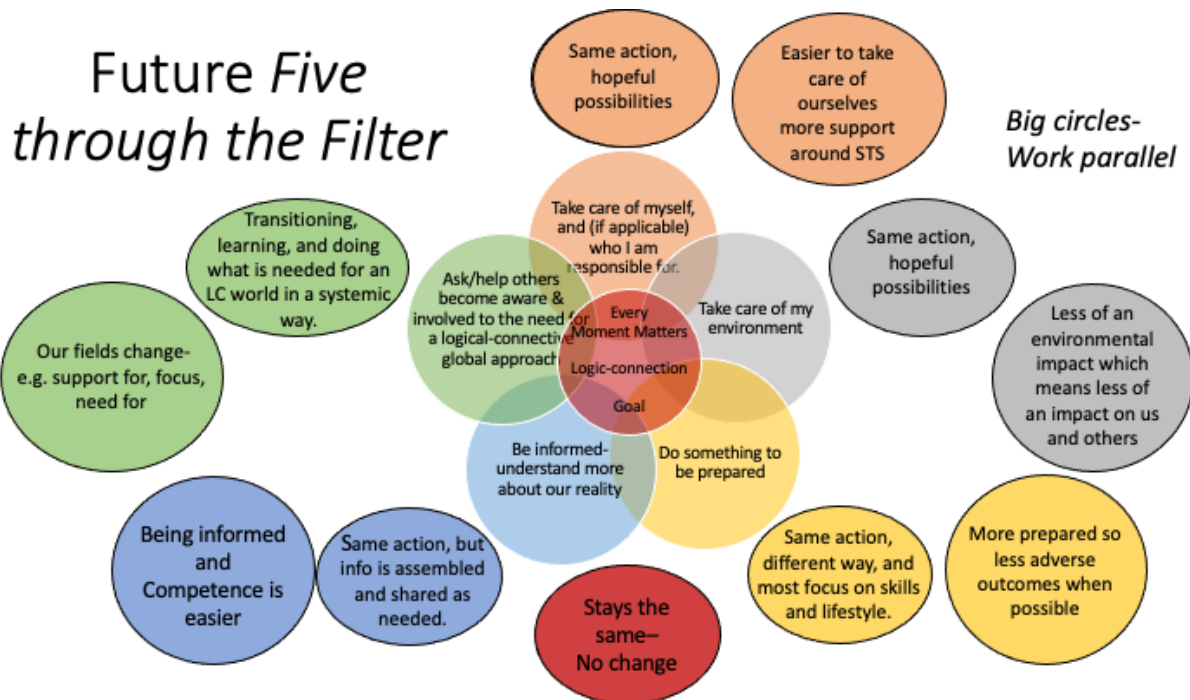 Future Five
through the Filter
Same action,
hopeful
possibilities
Easier to take
care of
ourselves
more support
around STS
Big circles-
Work parallel
Transitioning,
learning, and doing
what is needed for an
LC world in a systemic
way.
Our fields change-
e.g. support for, focus,
need for
Take care of myself,
and (if applicable)
who I am
responsible for.
Ask/help others
become aware &
involved to the need for
a logical-connective
global approach
Every
Moment Matters
Logic-connection
Goal
Take care of my
environment
Same action,
hopeful
possibilities
Less of an
environmental
impact which
means less of
an impact on us
and others
Be informed-
understand more
about our reality
Do something to
be prepared
Being informed
and
Competence is
easier
Same action, but
info is assembled
and shared as
needed.
Stays the
same–
No change
Same action,
different way, and
most focus on skills
and lifestyle.
More prepared so
less adverse
outcomes when
possible